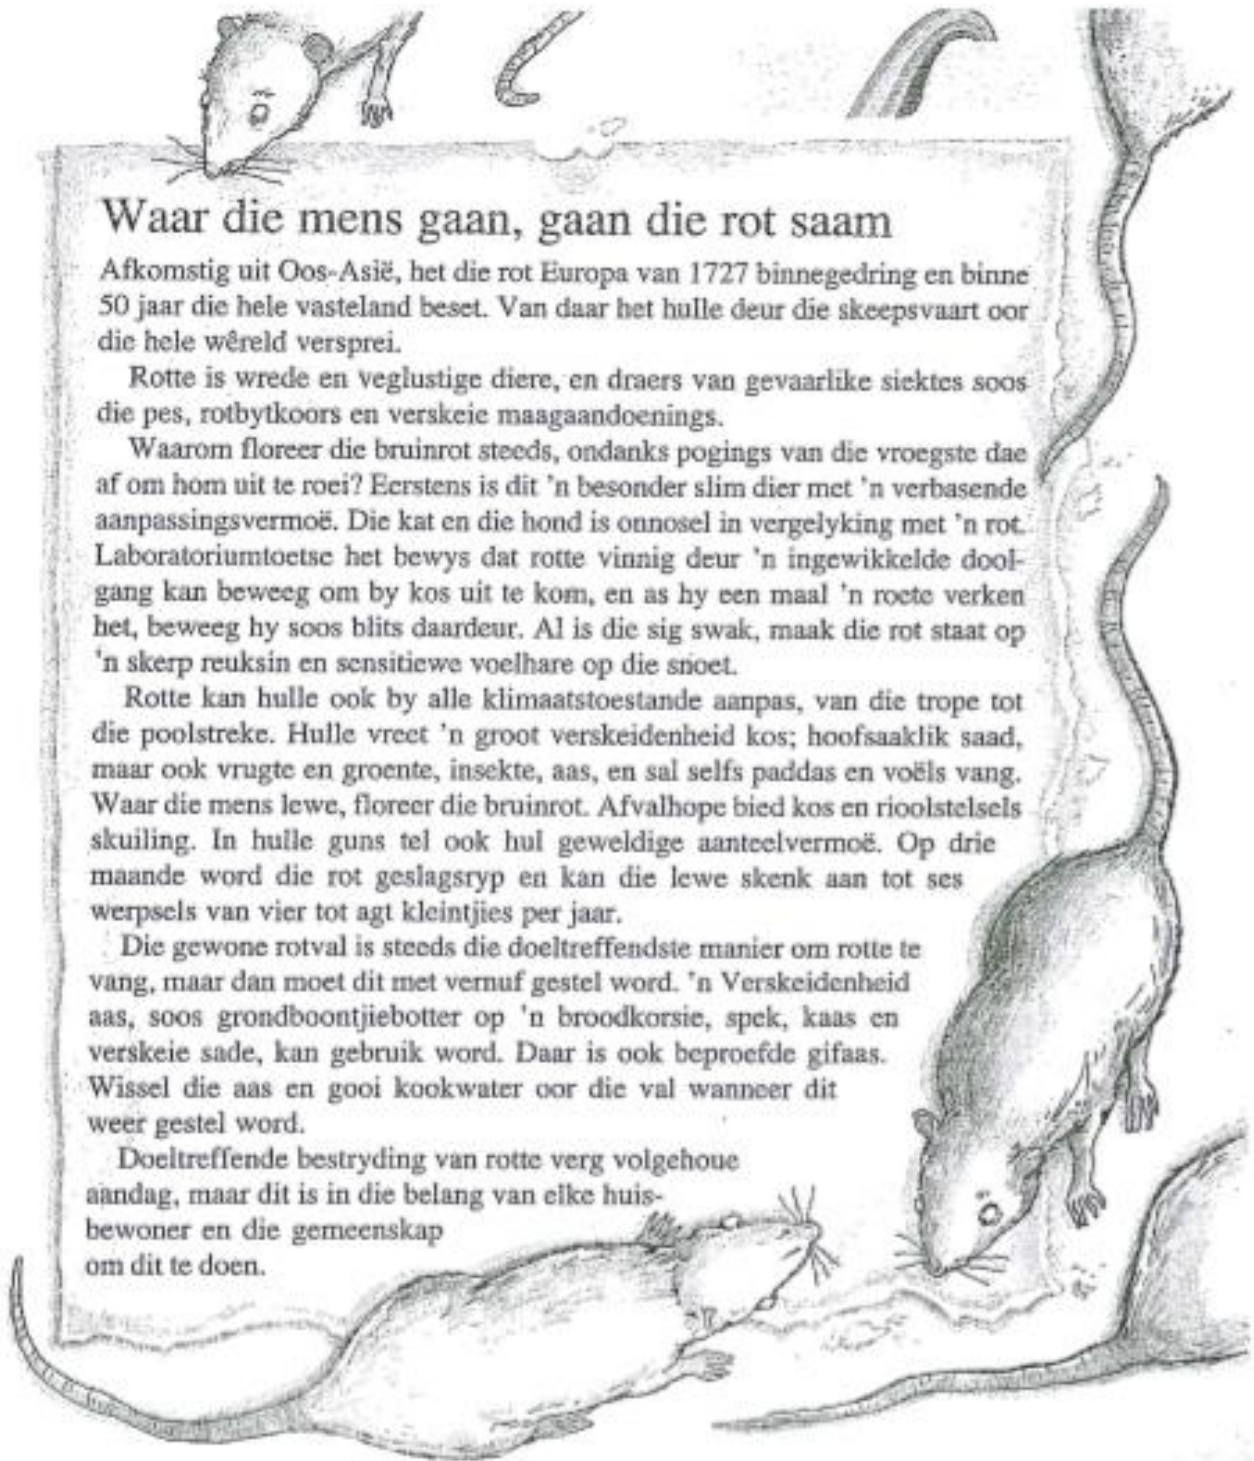 Waar die mens gaan, gaan die rot saam
Afkomstig uit Oos-Asië, het die rot Europa van 1727 binnegedring en binne
50 jaar die hele vasteland beset. Van daar het hulle deur die skeepsvaart oor
die hele wêreld versprei.
Rotte is wrede en veglustige diere, en draers van gevaarlike siektes soos
die pes, rotbytkoors en verskeie maagaandoenings.
Waarom floreer die bruinrot steeds, ondanks pogings van die vroegste dae
af om hom uit te roei? Eerstens is dit 'n besonder slim dier met 'n verbasende
aanpassingsvermoë. Die kat en die hond is onnosel in vergelyking met 'n rot.
Laboratoriumtoetse het bewys dat rotte vinnig deur 'n ingewikkelde dool-
gang kan beweeg om by kos uit te kom, en as hy een maal 'n roete verken
het, beweeg hy soos blits daardeur. Al is die sig swak, maak die rot staat op
'n skerp reuksin en sensitiewe voelhare op die snoet.
Rotte kan hulle ook by alle klimaatstoestande aanpas, van die trope tot
die poolstreke. Hulle vreet 'n groot verskeidenheid kos; hoofsaaklik saad,
maar ook vrugte en groente, insekte, aas, en sal selfs paddas en voëls vang.
Waar die mens lewe, floreer die bruinrot. Afvalhope bied kos en rioolstelsels
skuiling. In hulle guns tel ook hul geweldige aanteelvermoë. Op drie
maande word die rot geslagsryp en kan die lewe skenk aan tot ses
werpsels van vier tot agt kleintjies per jaar.
Die gewone rotval is steeds die doeltreffendste manier om rotte te
vang, maar dan moet dit met vernuf gestel word. 'n Verskeidenheid
aas, soos grondboontjiebotter op 'n broodkorsie, spek, kaas en
verskeie sade, kan gebruik word. Daar is ook beproefde gifaas.
Wissel die aas en gooi kookwater oor die val wanneer dit
weer gestel word.
Doeltreffende bestryding van rotte verg volgehoue
aandag, maar dit is in die belang van elke huis-
bewoner en die gemeenskap
om dit te doen.